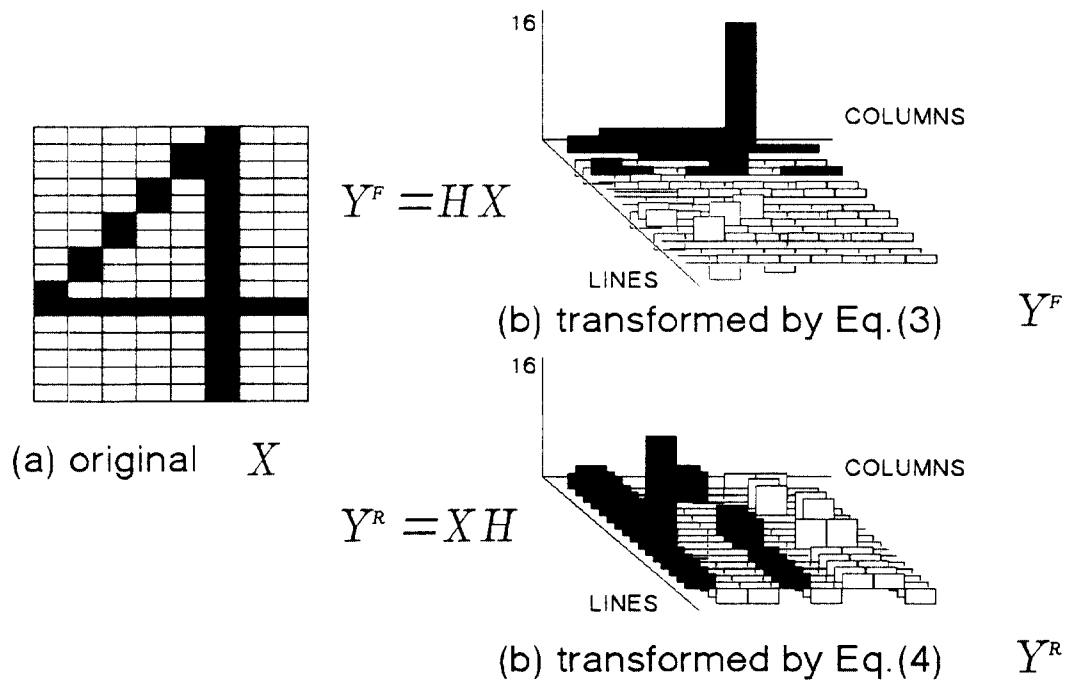 16
COLUMNS
Y^F = HX
LINES
(b) transformed by Eq.(3) Y^F
16
(a) original X
COLUMNS
Y^R = XH
LINES
(b) transformed by Eq.(4) Y^R